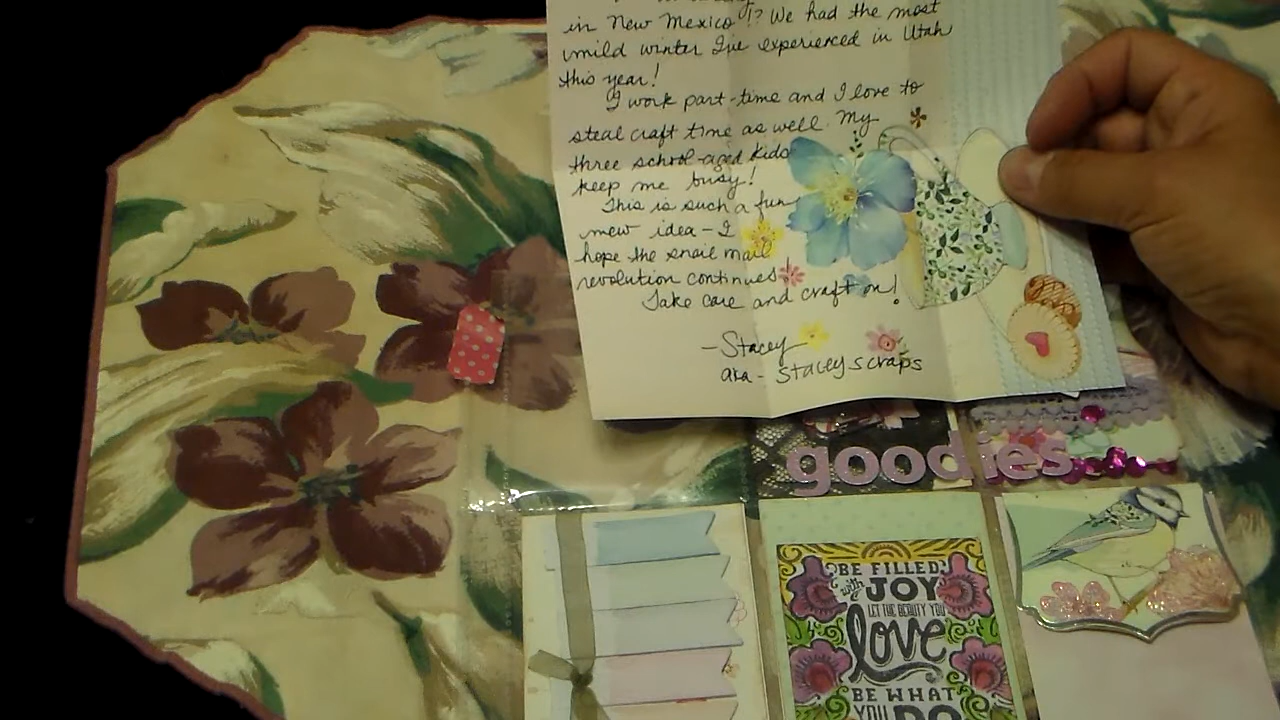 in New Mexico!? We had the most
mild winter I've experienced in Utah
this year!
I work part-time and I love to
steal craft time as well. My
three school-aged kids
keep me busy!
This is such a fun
new idea - I
hope the snail mail
revolution continues!
Take care and craft on!
- Stacey
aka - Staceyscraps
goodies
BE FILLED
with JOY
LET THE BEAUTY YOU
love
BE WHAT
YOU DO